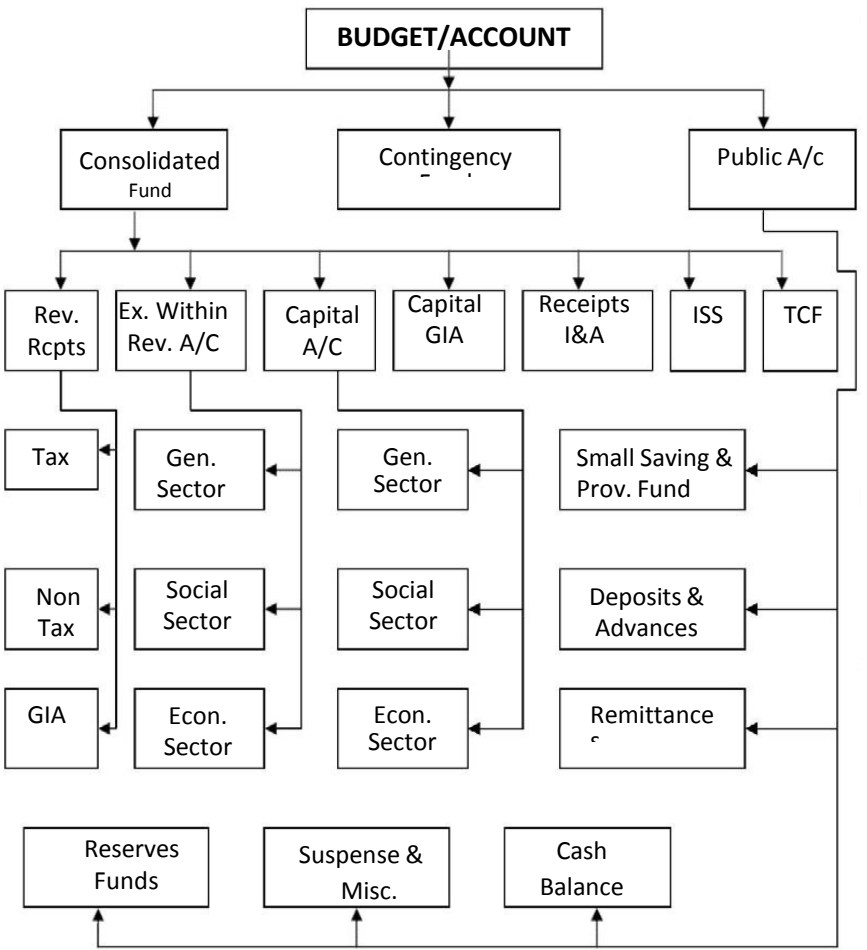 BUDGET/ACCOUNT
Consolidated
Fund
Contingency
Public A/c
Rev.
Rcpts
Ex. Within
Rev. A/C
Capital
A/C
Capital
GIA
Receipts
I&A
ISS
TCF
Tax
Gen.
Sector
Gen.
Sector
Small Saving &
Prov. Fund
Non
Tax
Social
Sector
Social
Sector
Deposits &
Advances
GIA
Econ.
Sector
Econ.
Sector
Remittance
Reserves
Funds
Suspense &
Misc.
Cash
Balance